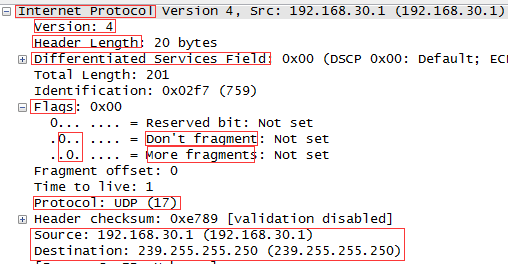 Internet Protocol Version 4, Src: 192.168.30.1 (192.168.30.1)
Version: 4
Header Length: 20 bytes
Differentiated Services Field: 0x00 (DSCP 0x00: Default; EC
Total Length: 201
Identification: 0x02f7 (759)
Flags: 0x00
0... .... = Reserved bit: Not set
.0.. .... = Don't fragment: Not set
..0. .... = More fragments: Not set
Fragment offset: 0
Time to live: 1
Protocol: UDP (17)
Header checksum: 0xe789 [validation disabled]
Source: 192.168.30.1 (192.168.30.1)
Destination: 239.255.255.250 (239.255.255.250)